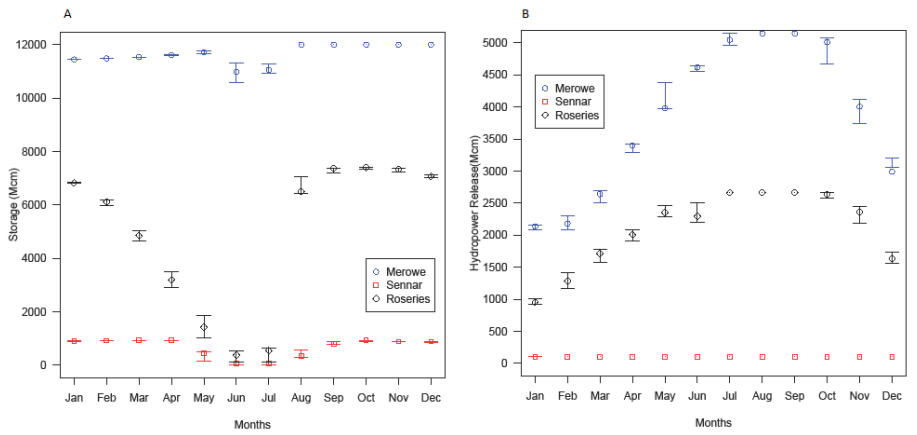 A
Storage (Mcm)
12000
10000
8000
6000
4000
2000
0
Merowe
Sennar
Roseries
Jan Feb Mar Apr May Jun Jul Aug Sep Oct Nov Dec
Months
B
Hydropower Release(Mcm)
5000
4500
4000
3500
3000
2500
2000
1500
1000
500
0
Merowe
Sennar
Roseries
Jan Feb Mar Apr May Jun Jul Aug Sep Oct Nov Dec
Months